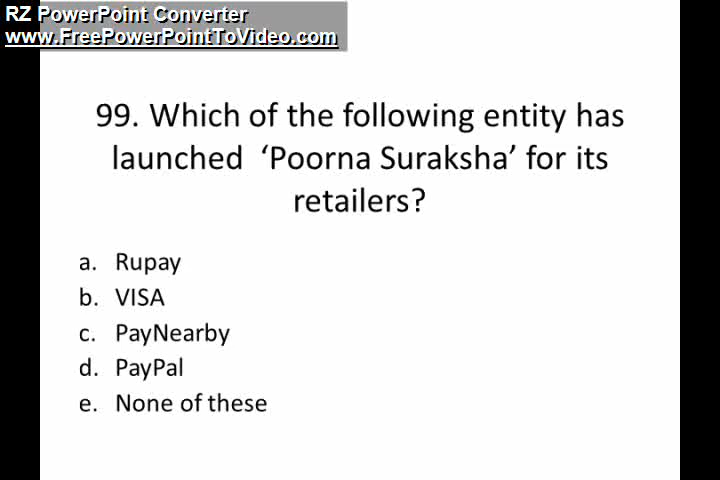 RZ PowerPoint Converter
www.FreePowerPointToVideo.com
99. Which of the following entity has
launched ‘Poorna Suraksha’ for its
retailers?
a. Rupay
b. VISA
c. PayNearby
d. PayPal
e. None of these